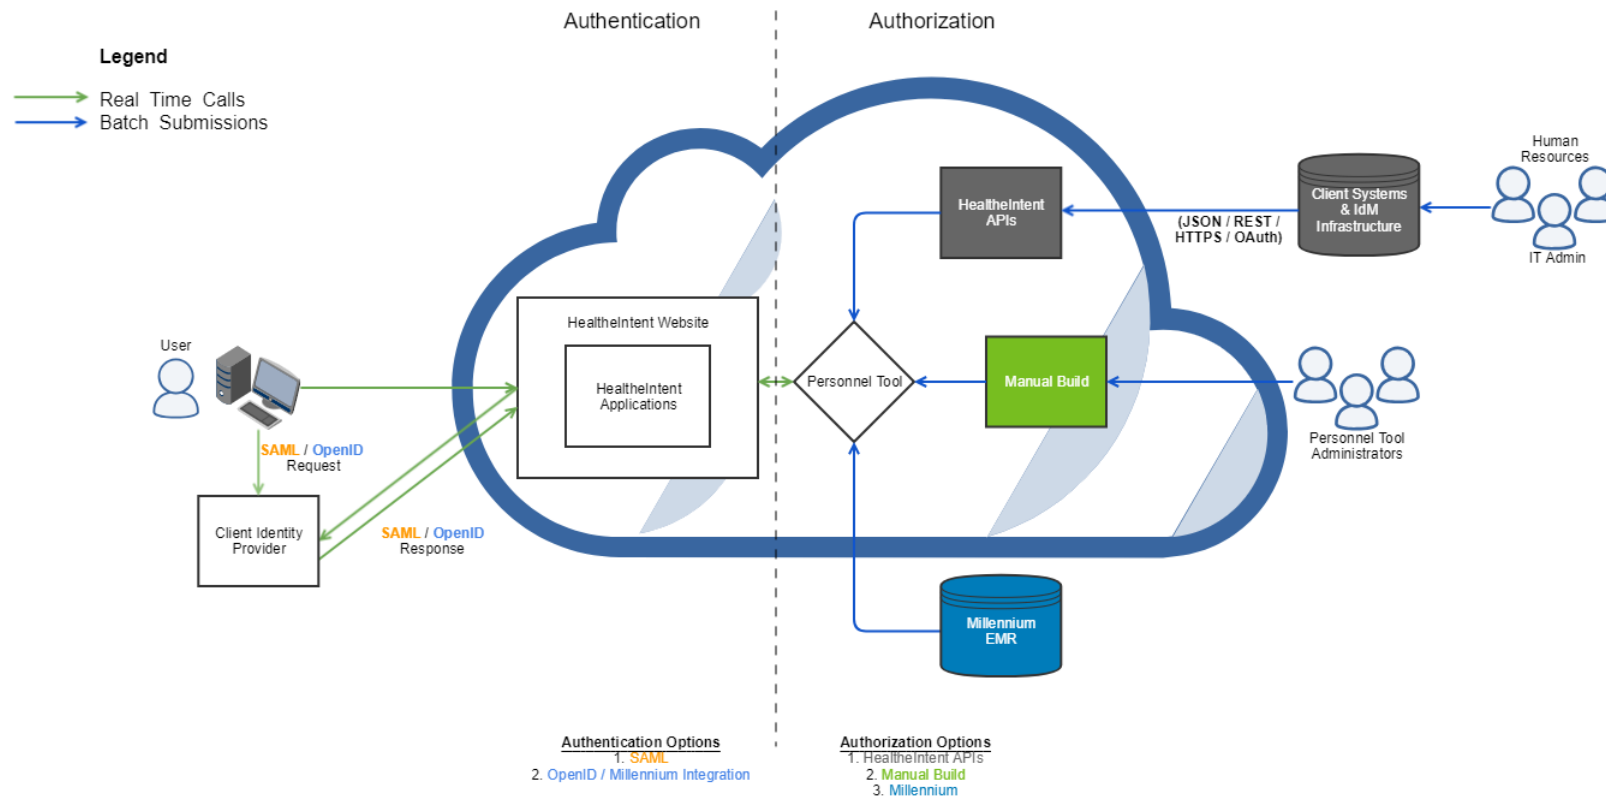 Authentication
Authorization
Legend
Real Time Calls
Batch Submissions
Human
Resources
HealtheIntent
APIs
(JSON / REST /
HTTPS / OAuth)
Client Systems
& IdM
Infrastructure
IT Admin
HealtheIntent Website
HealtheIntent
Applications
User
Personnel Tool
Manual Build
Personnel Tool
Administrators
SAML / OpenID
Request
Client Identity
Provider
SAML / OpenID
Response
Millennium
EMR
Authentication Options
1. SAML
2. OpenID / Millennium Integration
Authorization Options
1. HealtheIntent APIs
2. Manual Build
3. Millennium